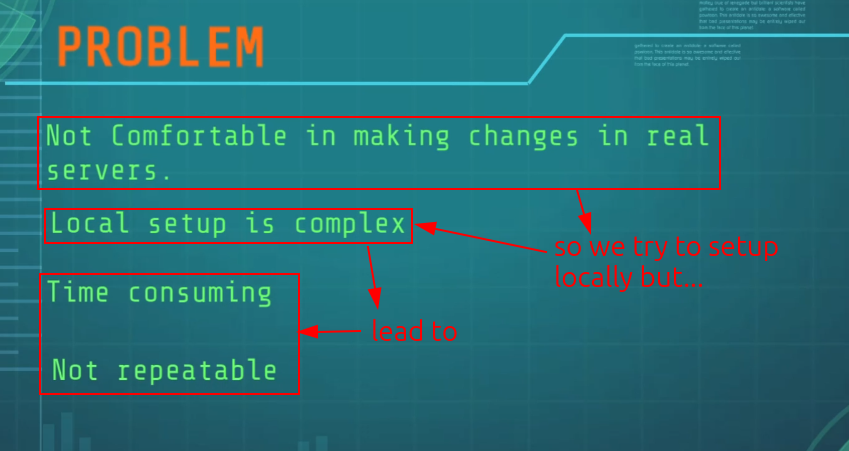 PROBLEM
Not Comfortable in making changes in real
servers.
Local setup is complex
so we try to setup
locally but...
Time consuming
lead to
Not repeatable